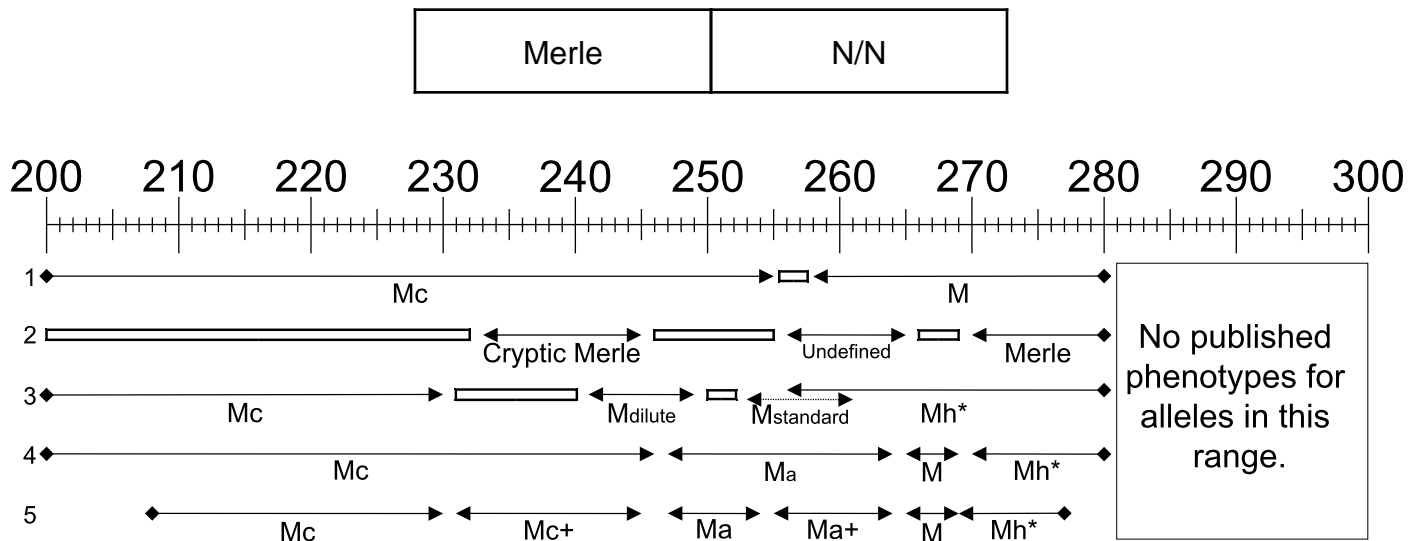 Merle N/N
200 210 220 230 240 250 260 270 280 290 300
1 Mc M
2 Cryptic Merle Undefined Merle
3 Mc Mdilute Mstandard Mh*
4 Mc Ma M Mh*
5 Mc Mc+ Ma Ma+ M Mh*
No published
phenotypes for
alleles in this
range.